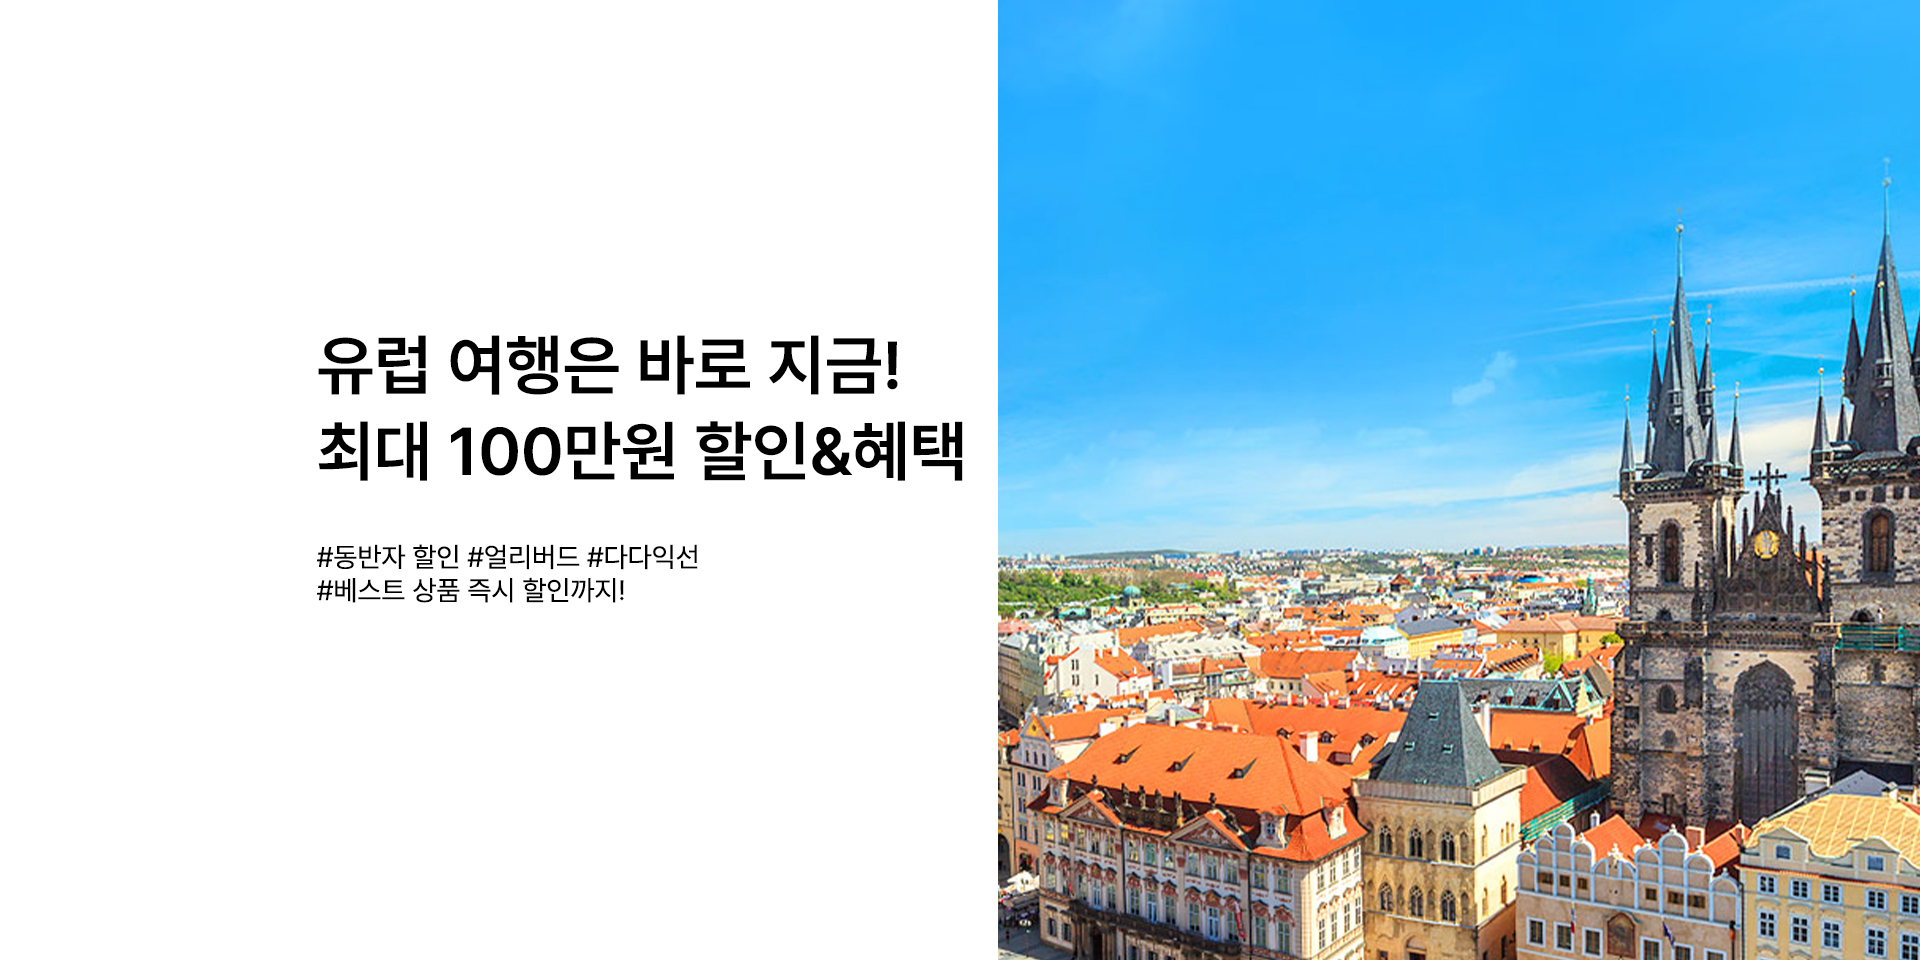 유럽 여행은 바로 지금!
최대 100만원 할인&혜택
#동반자 할인 #얼리버드 #다다익선
#베스트 상품 즉시 할인까지!